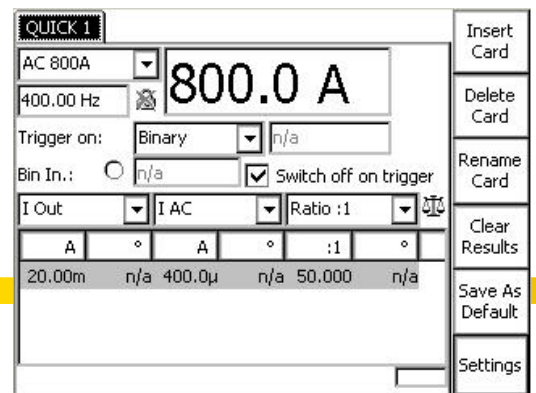 QUICK 1
AC 800A
800.0 A
400.00 Hz
Trigger on: Binary n/a
Bin In.: n/a Switch off on trigger
I Out I AC Ratio :1
A ° A ° :1 °
20.00m n/a 400.0µ n/a 50.000 n/a
Insert
Card
Delete
Card
Rename
Card
Clear
Results
Save As
Default
Settings